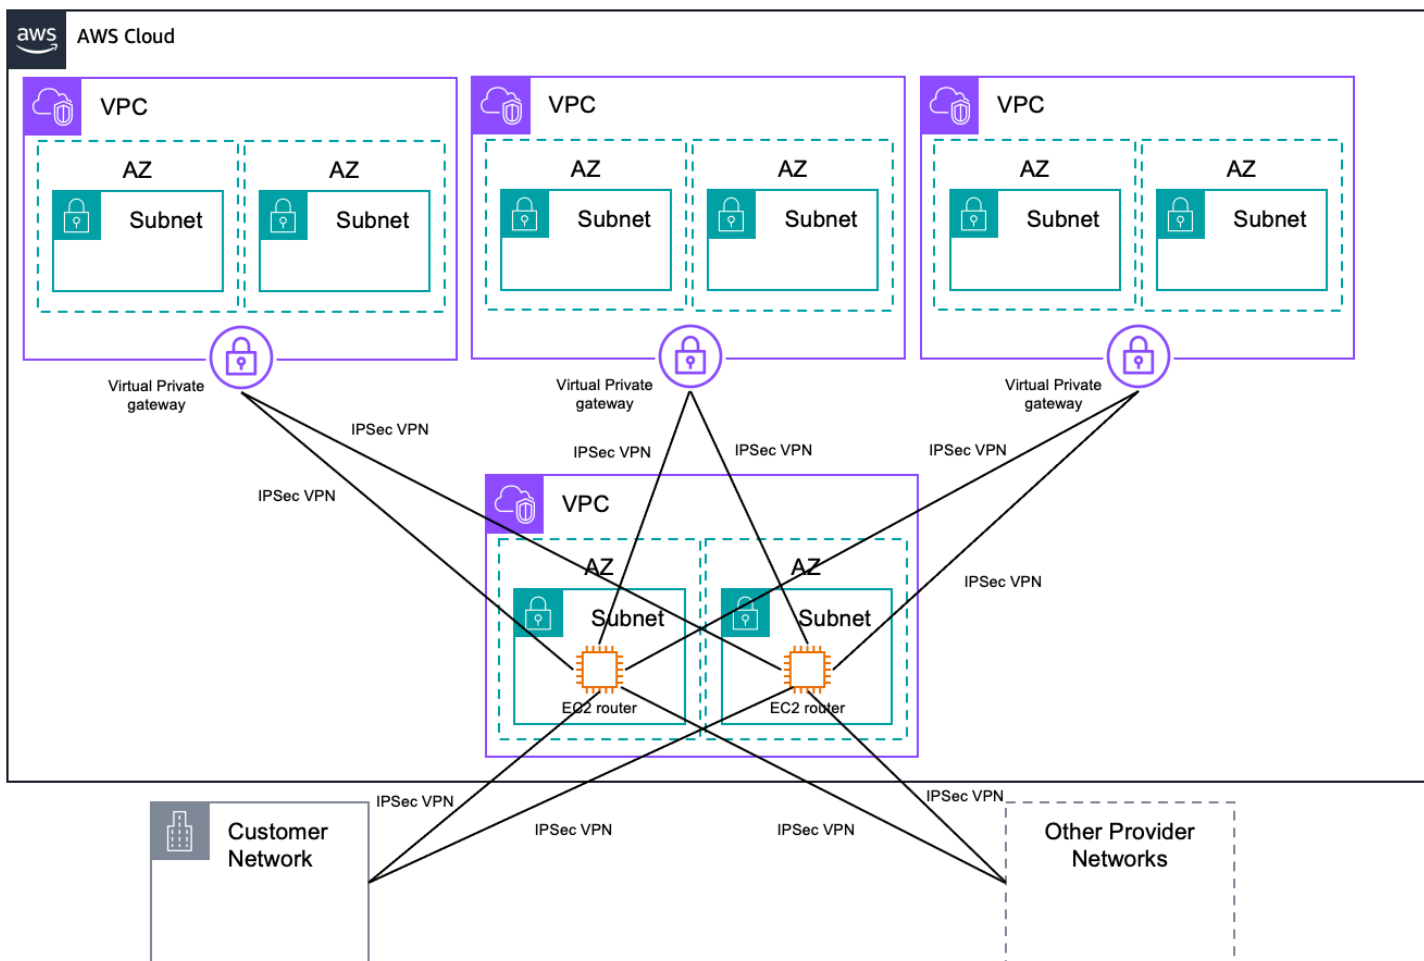 aws
AWS Cloud
VPC
VPC
VPC
AZ
AZ
AZ
AZ
AZ
AZ
Subnet
Subnet
Subnet
Subnet
Subnet
Subnet
Virtual Private
gateway
Virtual Private
gateway
Virtual Private
gateway
IPSec VPN
IPSec VPN
IPSec VPN
IPSec VPN
IPSec VPN
IPSec VPN
VPC
AZ
AZ
Subnet
Subnet
EC2 router
EC2 router
IPSec VPN
IPSec VPN
IPSec VPN
IPSec VPN
Customer
Network
Other Provider
Networks